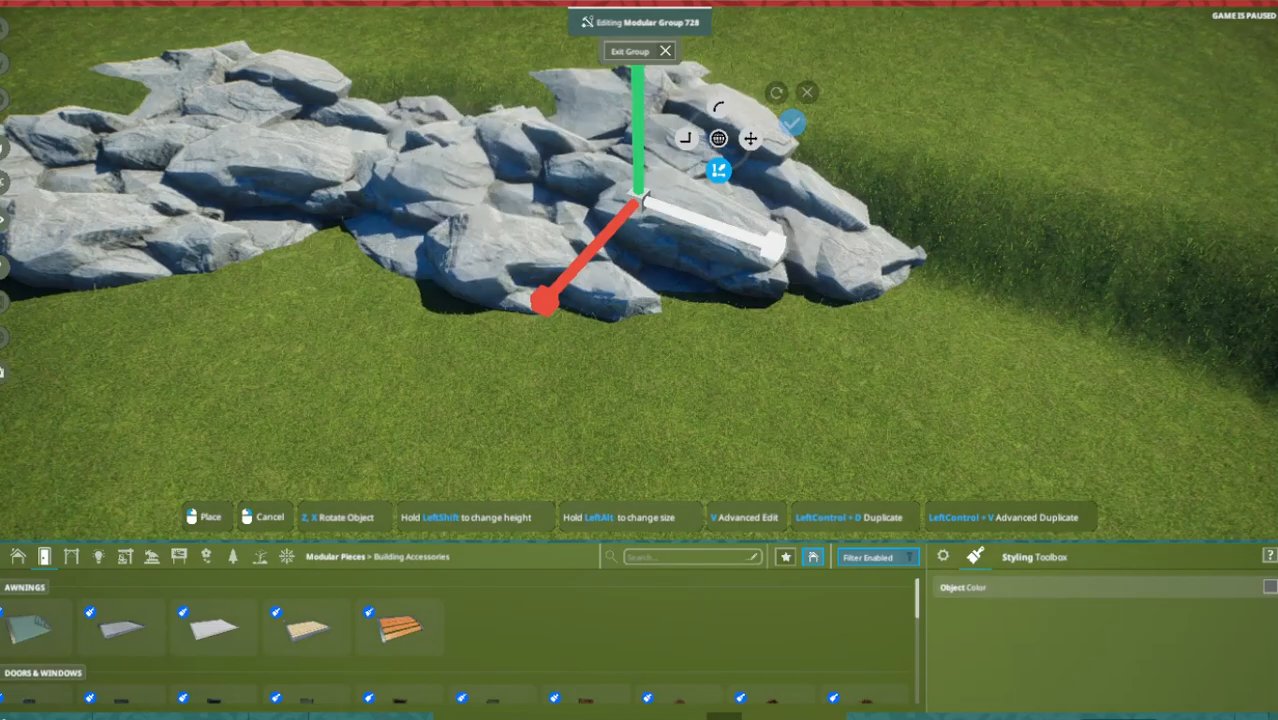 Editing Modular Group 728
GAME IS PAUSED
Exit Group
Place
Cancel
Z, X Rotate Object
Hold LeftShift to change height
Hold LeftAlt to change size
V Advanced Edit
LeftControl + D Duplicate
LeftControl + V Advanced Duplicate
Modular Pieces > Building Accessories
Search...
Filter Enabled
Styling Toolbox
?
AWNINGS
Object Color
DOORS & WINDOWS